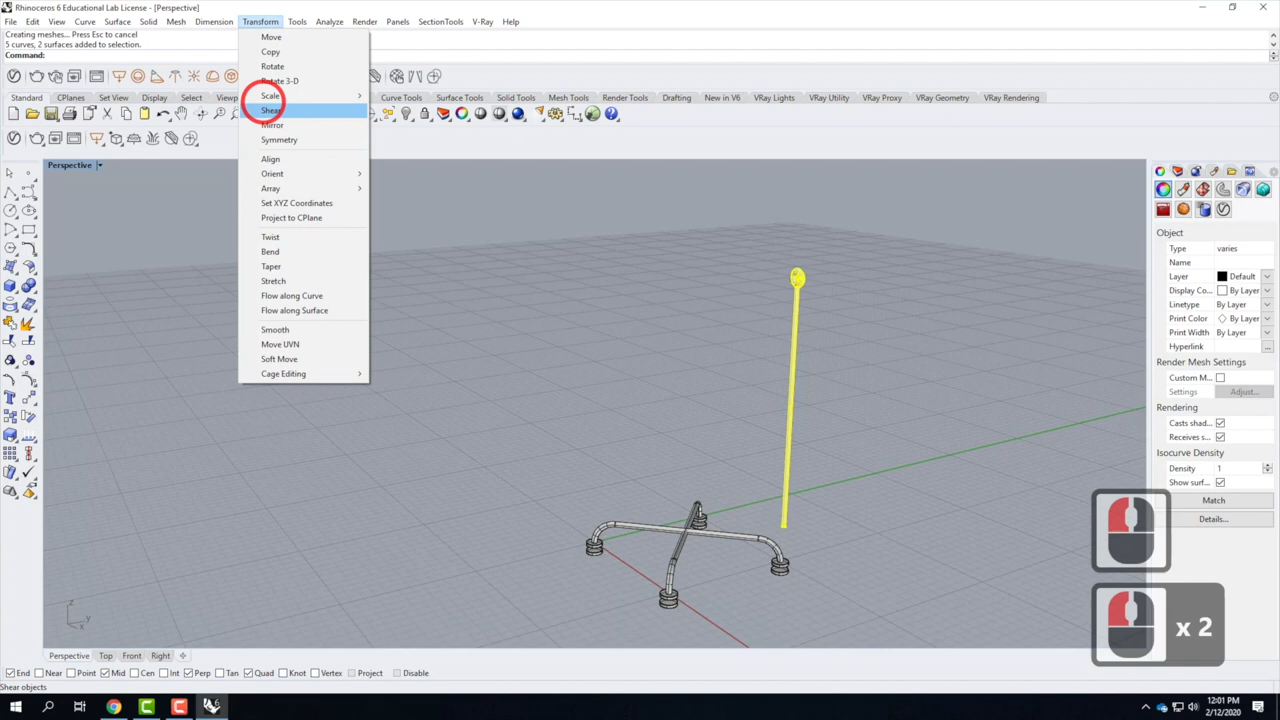 Rhinoceros 6 Educational Lab License - [Perspective]
File Edit View Curve Surface Solid Mesh Dimension Transform Tools Analyze Render Panels SectionTools V-Ray Help
Creating meshes... Press Esc to cancel
5 curves, 2 surfaces added to selection.
Command:
Standard CPlanes Set View Display Select Viewp Curve Tools Surface Tools Solid Tools Mesh Tools Render Tools Drafting New in V6 VRay Lights VRay Utility VRay Proxy VRay Geometry VRay Rendering
Move
Copy
Rotate
Rotate 3-D
Scale
Shear
Mirror
Symmetry
Align
Orient
Array
Set XYZ Coordinates
Project to CPlane
Twist
Bend
Taper
Stretch
Flow along Curve
Flow along Surface
Smooth
Move UVN
Soft Move
Cage Editing
Perspective
z
y
x
Object
Type varies
Name
Layer Default
Display Co... By Layer
Linetype By Layer
Print Color By Layer
Print Width By Layer
Hyperlink ...
Render Mesh Settings
Custom M...
Settings Adjust...
Rendering
Casts shad...
Receives s...
Isocurve Density
Density 1
Show surf...
Match
Details...
x 2
Perspective Top Front Right
End Near Point Mid Cen Int Perp Tan Quad Knot Vertex Project Disable
Shear objects
12:01 PM
2/12/2020